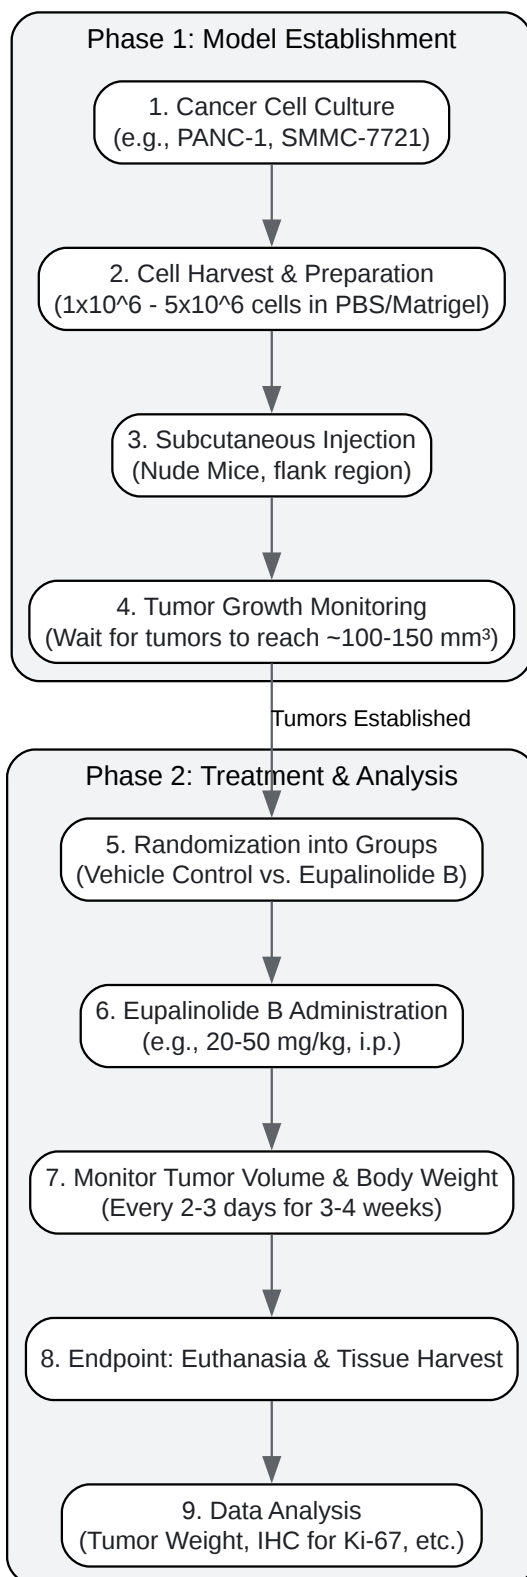 Phase 1: Model Establishment
1. Cancer Cell Culture
(e.g., PANC-1, SMMC-7721)
2. Cell Harvest & Preparation
(1x10^6 - 5x10^6 cells in PBS/Matrigel)
3. Subcutaneous Injection
(Nude Mice, flank region)
4. Tumor Growth Monitoring
(Wait for tumors to reach ~100-150 mm³)
Tumors Established
Phase 2: Treatment & Analysis
5. Randomization into Groups
(Vehicle Control vs. Eupalinolide B)
6. Eupalinolide B Administration
(e.g., 20-50 mg/kg, i.p.)
7. Monitor Tumor Volume & Body Weight
(Every 2-3 days for 3-4 weeks)
8. Endpoint: Euthanasia & Tissue Harvest
9. Data Analysis
(Tumor Weight, IHC for Ki-67, etc.)